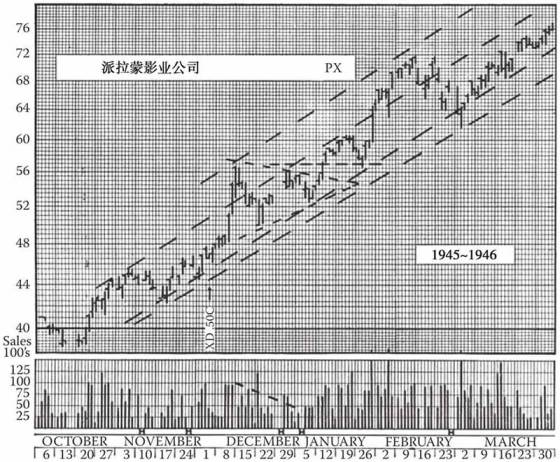 76
72
派拉蒙影业公司 PX
68
64
60
56
52
48
1945~1946
44
XD .50C
40
Sales
100's
125
100
75
50
25
OCTOBER NOVEMBER DECEMBER JANUARY FEBRUARY MARCH
6 13 20 27 3 10 17 24 1 8 15 22 29 5 12 19 26 2 9 16 23 2 9 16 23 30